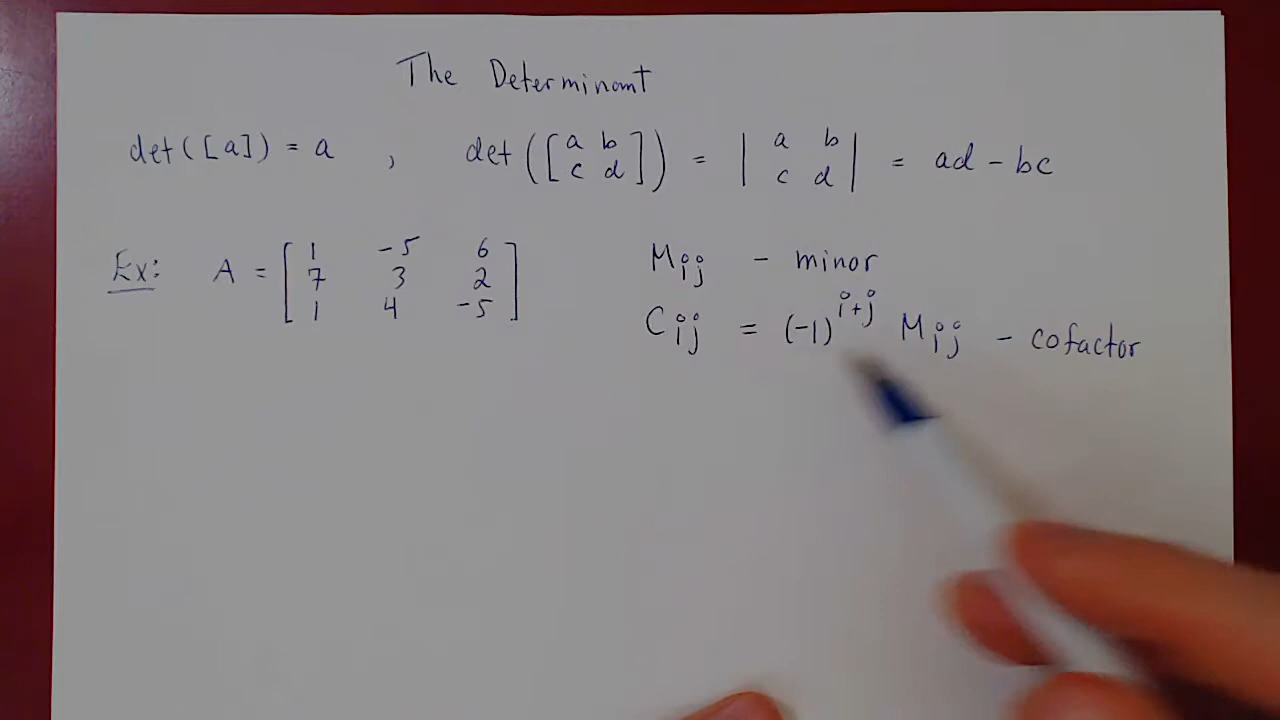 The Determinant
det([a]) = a , det([a b
c d]) = |a b
c d| = ad - bc
Ex: A = [1 -5 6
7 3 2
1 4 -5]
Mij - minor
Cij = (-1)^i+j Mij - cofactor